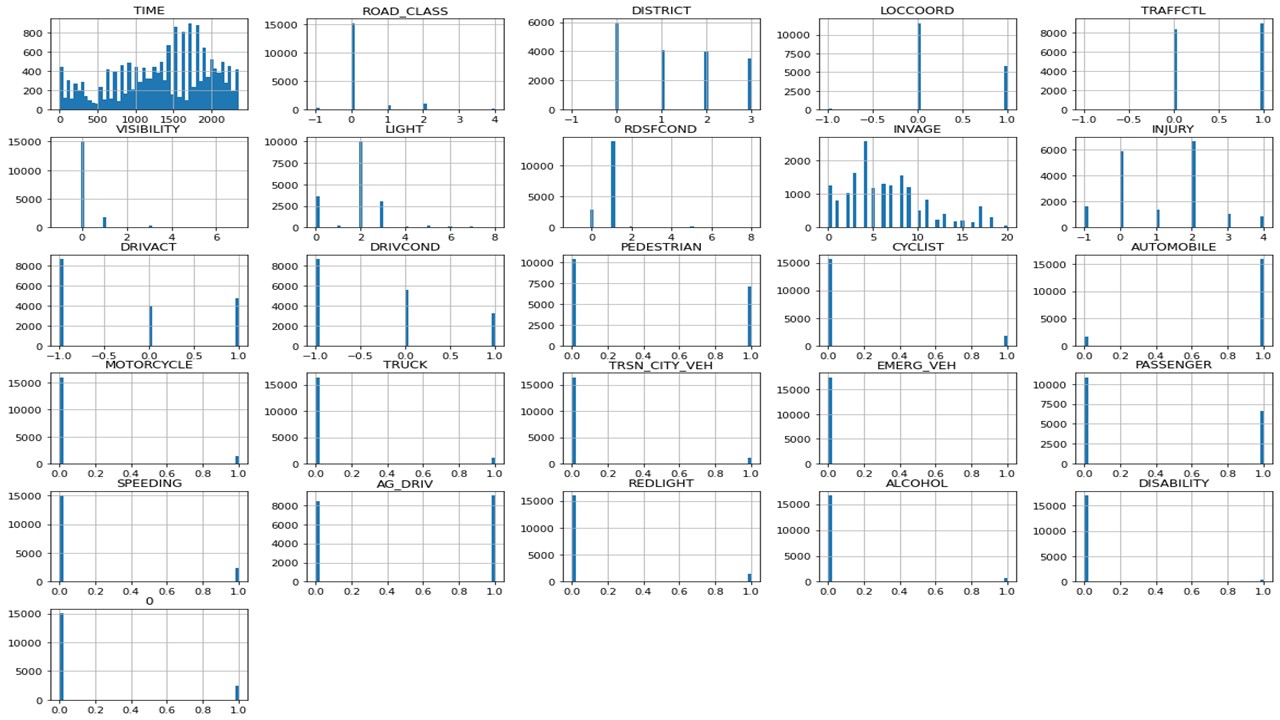 TIME ROAD_CLASS DISTRICT LOCCOORD TRAFFCTL
800 15000 6000 10000 8000
600 10000 4000 7500 6000
400 5000 2000 5000 4000
200 2500 2000
0 0 0 0 0
0 500 1000 1500 2000 −1 0 1 2 3 4 −1 0 1 2 3 −1.0 −0.5 0.0 0.5 1.0 −1.0 −0.5 0.0 0.5 1.0
VISIBILITY LIGHT RDSFCOND INVAGE INJURY
15000 10000 10000 2000 6000
10000 7500 5000 1000 4000
5000 5000 2000
2500
0 0 0 0 0
0 2 4 6 0 2 4 6 8 0 2 4 6 8 0 5 10 15 20 −1 0 1 2 3 4
DRIVACT DRIVCOND PEDESTRIAN CYCLIST AUTOMOBILE
8000 8000 10000 15000 15000
6000 6000 7500 10000 10000
4000 4000 5000 5000 5000
2000 2000 2500
0 0 0 0 0
−1.0 −0.5 0.0 0.5 1.0 −1.0 −0.5 0.0 0.5 1.0 0.0 0.2 0.4 0.6 0.8 1.0 0.0 0.2 0.4 0.6 0.8 1.0 0.0 0.2 0.4 0.6 0.8 1.0
MOTORCYCLE TRUCK TRSN_CITY_VEH EMERG_VEH PASSENGER
15000 15000 15000 15000 10000
10000 10000 10000 10000 7500
5000 5000 5000 5000 5000
2500
0 0 0 0 0
0.0 0.2 0.4 0.6 0.8 1.0 0.0 0.2 0.4 0.6 0.8 1.0 0.0 0.2 0.4 0.6 0.8 1.0 0.0 0.2 0.4 0.6 0.8 1.0 0.0 0.2 0.4 0.6 0.8 1.0
SPEEDING AG_DRIV REDLIGHT ALCOHOL DISABILITY
15000 8000 15000 15000 15000
10000 6000 10000 10000 10000
5000 4000 5000 5000 5000
2000
0 0 0 0 0
0.0 0.2 0.4 0.6 0.8 1.0 0.0 0.2 0.4 0.6 0.8 1.0 0.0 0.2 0.4 0.6 0.8 1.0 0.0 0.2 0.4 0.6 0.8 1.0 0.0 0.2 0.4 0.6 0.8 1.0
0
15000
10000
5000
0
0.0 0.2 0.4 0.6 0.8 1.0